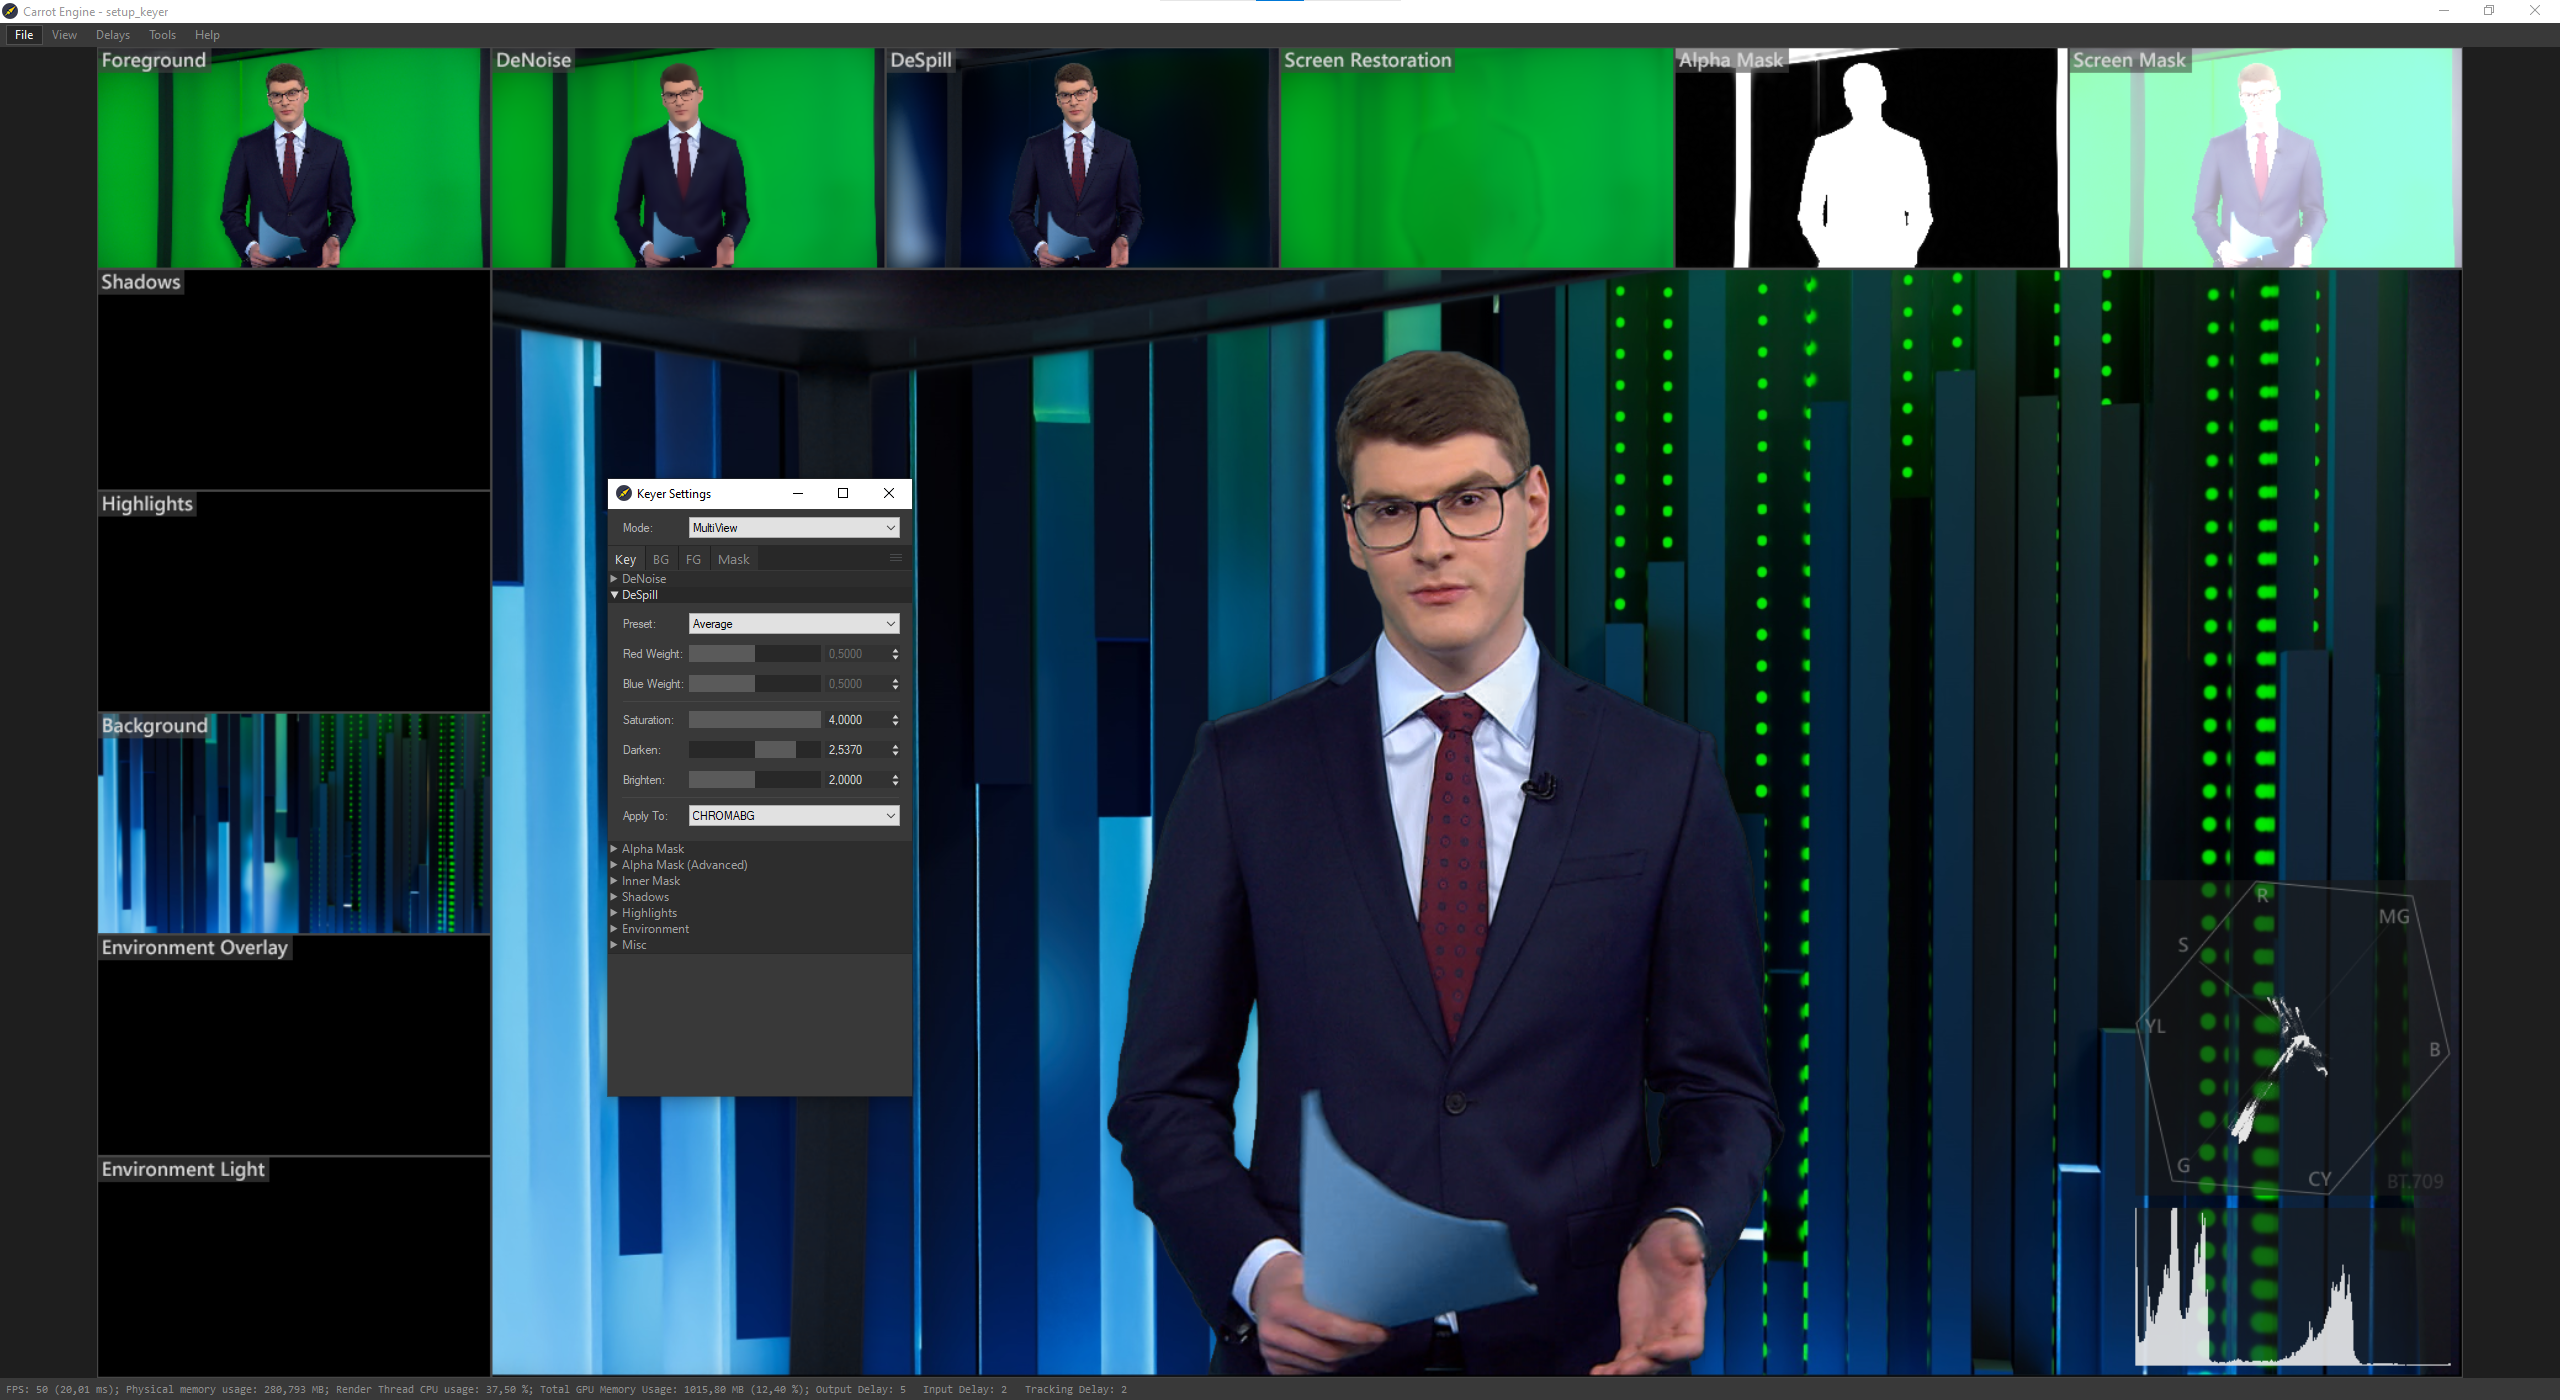 Carrot Engine - setup_keyer
File View Delays Tools Help
Foreground
DeNoise
DeSpill
Screen Restoration
Alpha Mask
Screen Mask
Shadows
Highlights
Background
Environment Overlay
Environment Light
Keyer Settings
Mode: MultiView
Key BG FG Mask
DeNoise
DeSpill
Preset: Average
Red Weight: 0,5000
Blue Weight: 0,5000
Saturation: 4,0000
Darken: 2,5370
Brighten: 2,0000
Apply To: CHROMABG
Alpha Mask
Alpha Mask (Advanced)
Inner Mask
Shadows
Highlights
Environment
Misc
R
MG
S
YL
B
G
CY
BT.709
FPS: 50 (20,01 ms); Physical memory usage: 280,793 MB; Render Thread CPU usage: 37,50 %; Total GPU Memory Usage: 1015,80 MB (12,40 %); Output Delay: 5 Input Delay: 2 Tracking Delay: 2